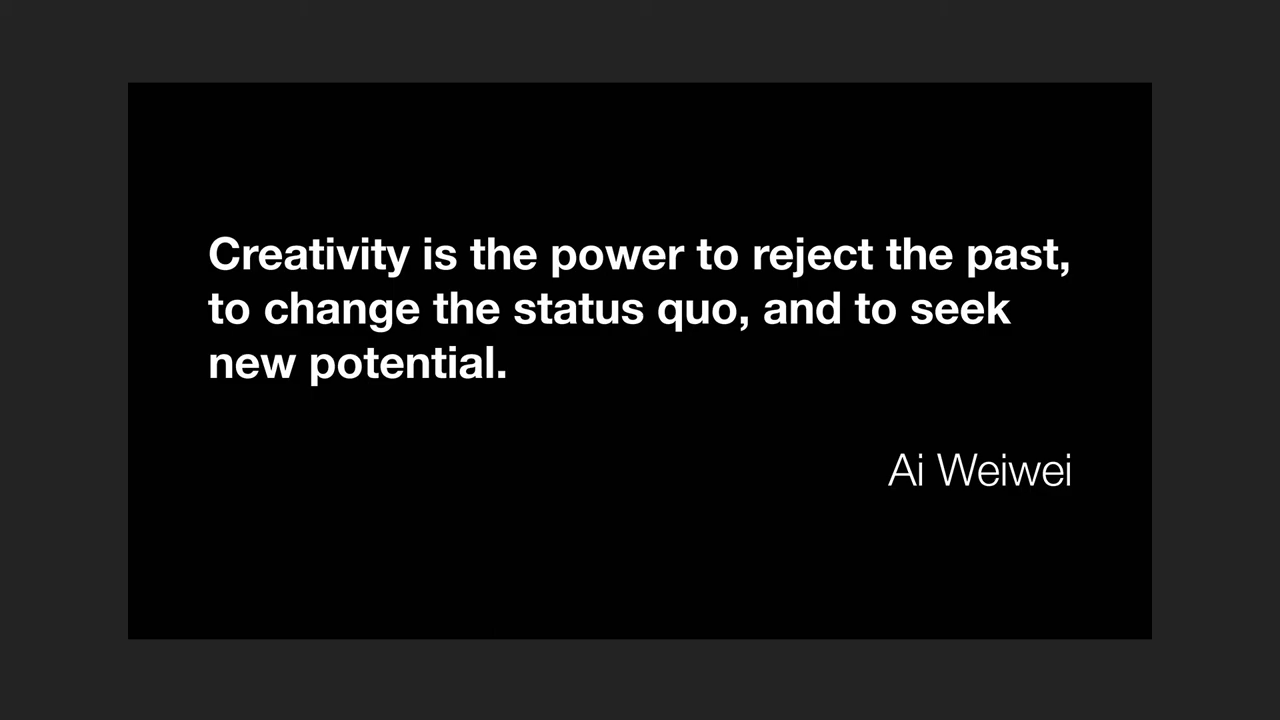 Creativity is the power to reject the past,
to change the status quo, and to seek
new potential.
Ai Weiwei